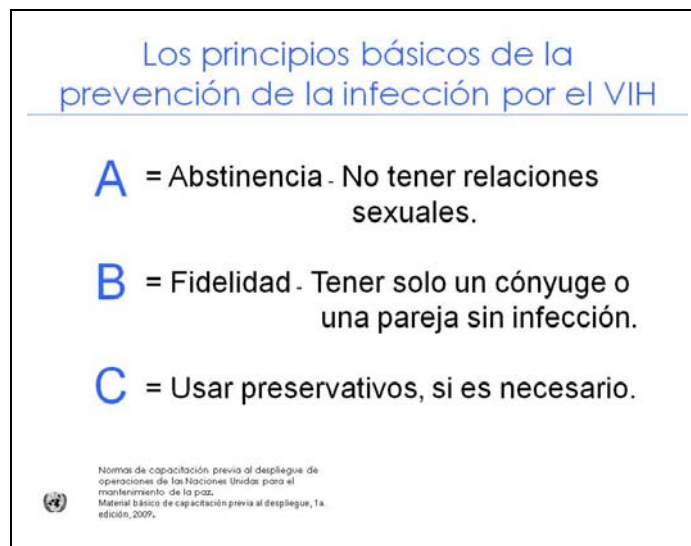 Los principios básicos de la
prevención de la infección por el VIH
A = Abstinencia - No tener relaciones
sexuales.
B = Fidelidad - Tener solo un cónyuge o
una pareja sin infección.
C = Usar preservativos, si es necesario.
Normas de capacitación previa al despliegue de
operaciones de las Naciones Unidas para el
mantenimiento de la paz.
Material básico de capacitación previa al despliegue, 1a.
edición, 2009.